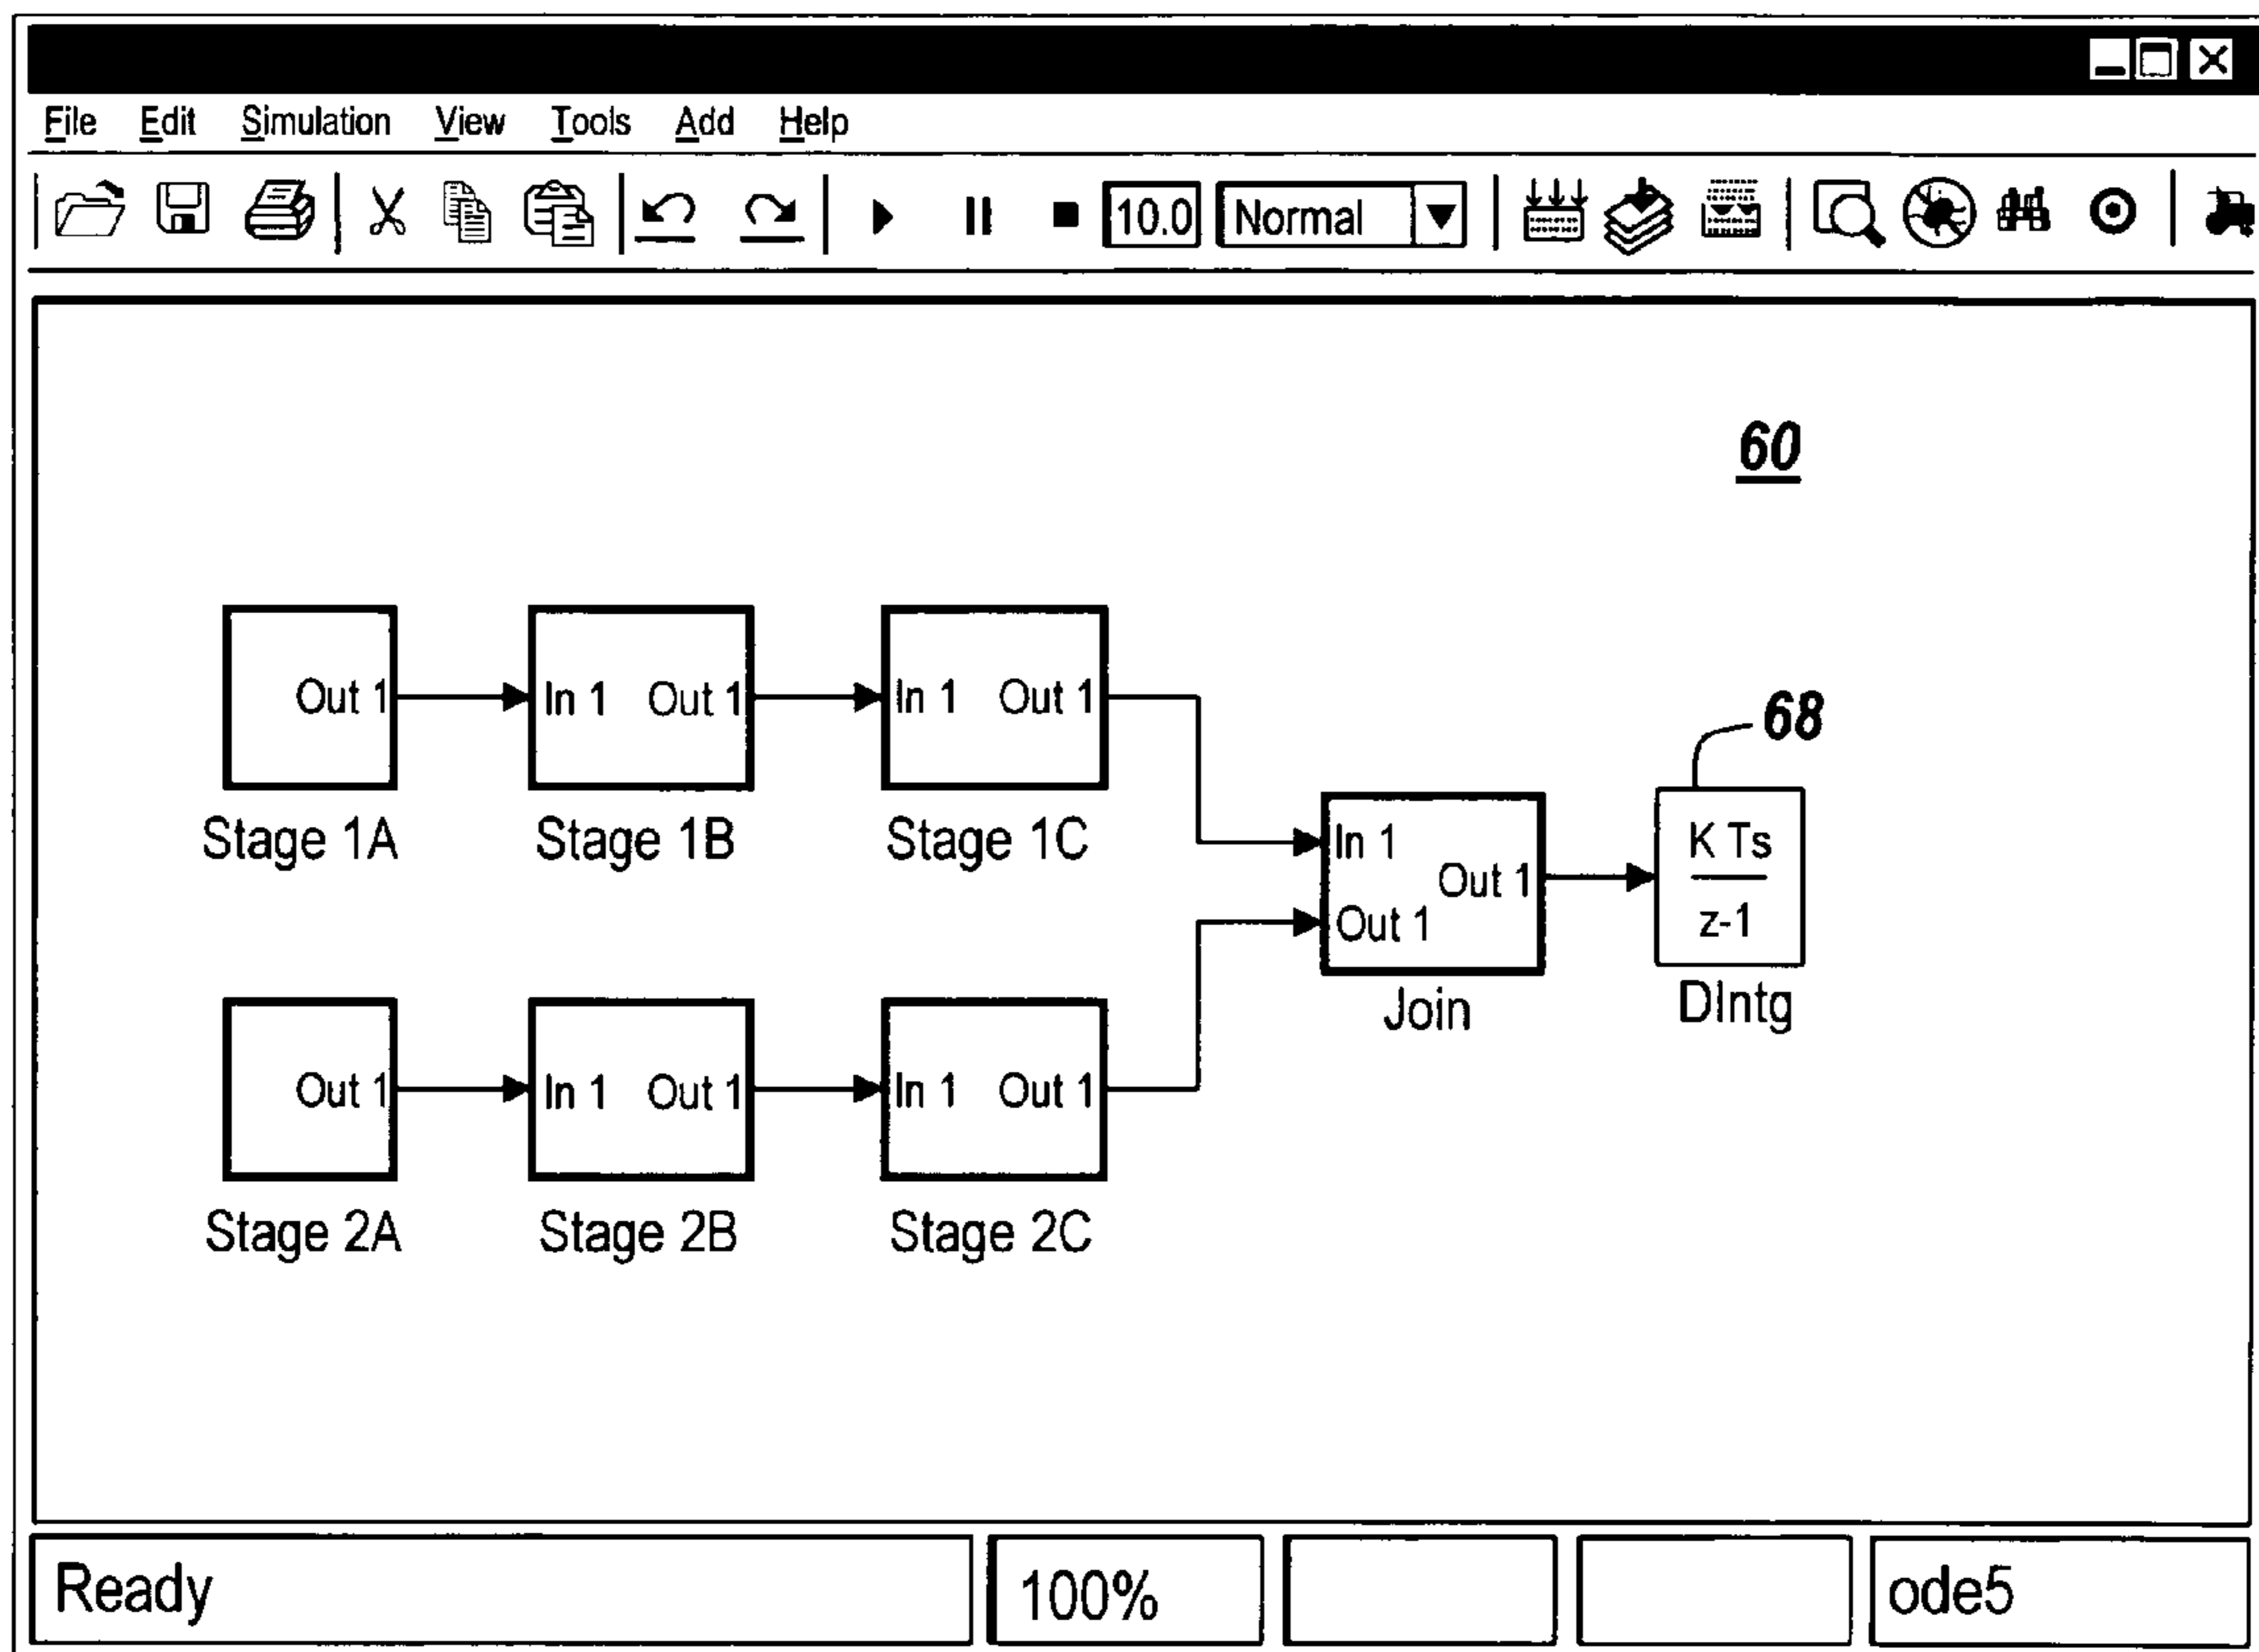 File Edit Simulation View Tools Add Help
10.0 Normal
60
Out 1 In 1 Out 1 In 1 Out 1
Stage 1A Stage 1B Stage 1C
68
In 1
Out 1
Out 1
K Ts
z-1
Join DIntg
Out 1 In 1 Out 1 In 1 Out 1
Stage 2A Stage 2B Stage 2C
Ready 100% ode5